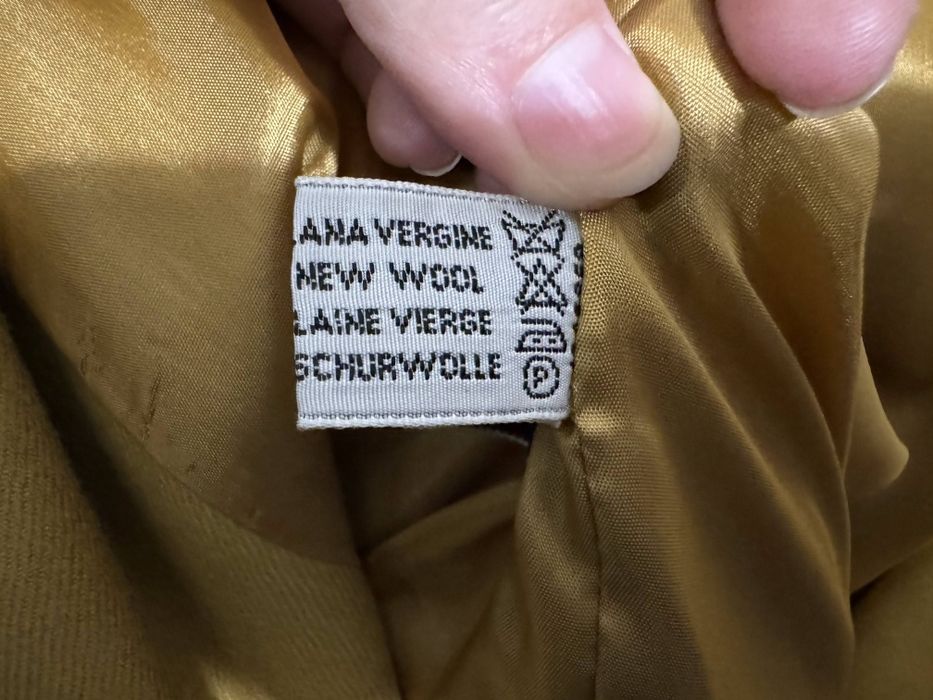 LANA VERGINE
NEW WOOL
LAINE VIERGE
SCHURWOLLE
P